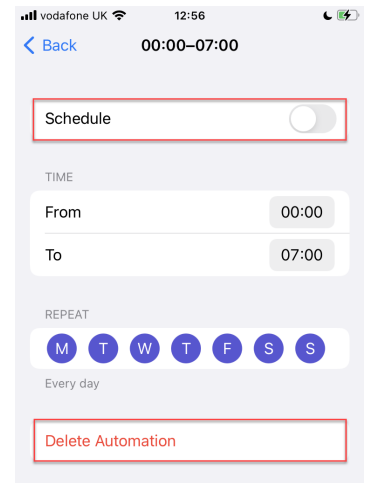 vodafone UK 12:56
Back 00:00–07:00
Schedule
TIME
From 00:00
To 07:00
REPEAT
M T W T F S S
Every day
Delete Automation